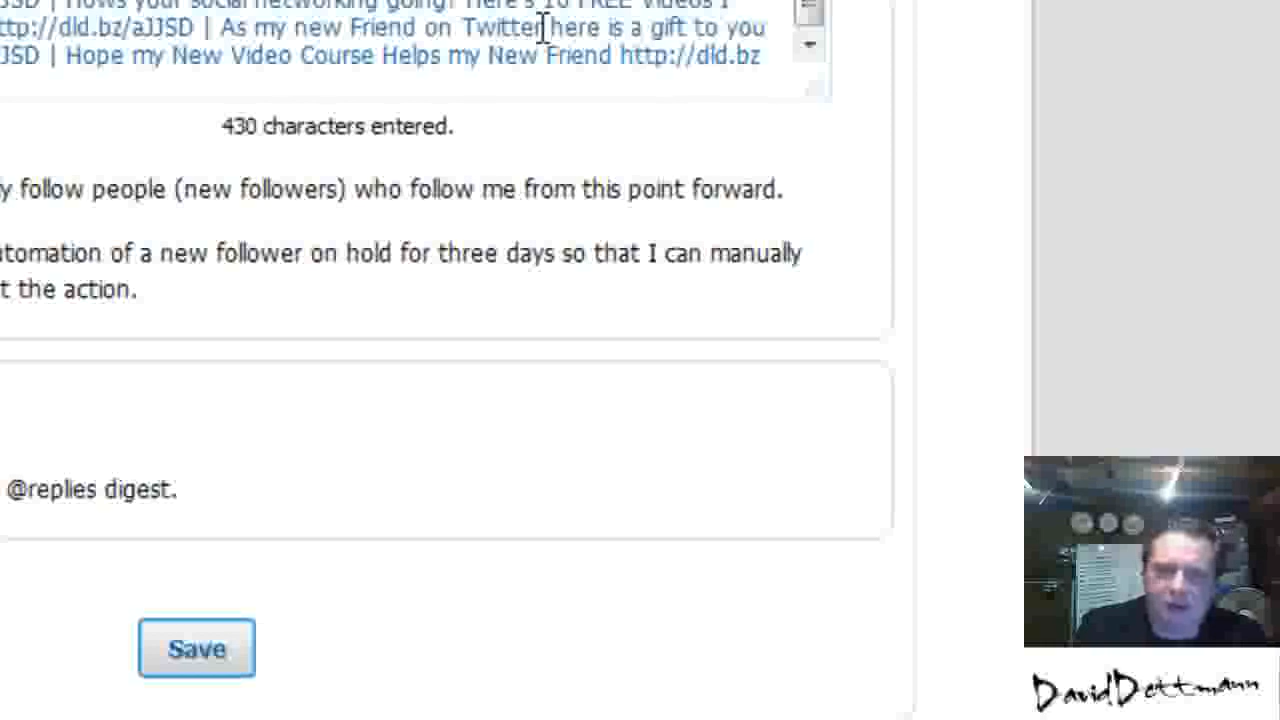 JSD | Hows your social networking going? Here's 10 FREE Videos I
ttp://dld.bz/aJJSD | As my new Friend on Twitter here is a gift to you
JSD | Hope my New Video Course Helps my New Friend http://dld.bz
430 characters entered.
y follow people (new followers) who follow me from this point forward.
utomation of a new follower on hold for three days so that I can manually
t the action.
@replies digest.
Save
DavidDettmann